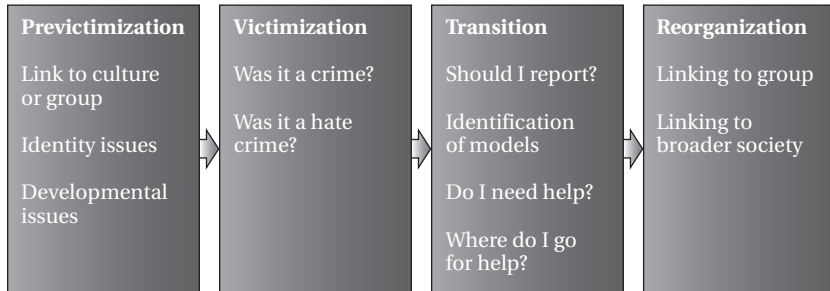 Previctimization
Link to culture
or group
Identity issues
Developmental
issues
Victimization
Was it a crime?
Was it a hate
crime?
Transition
Should I report?
Identification
of models
Do I need help?
Where do I go
for help?
Reorganization
Linking to group
Linking to
broader society